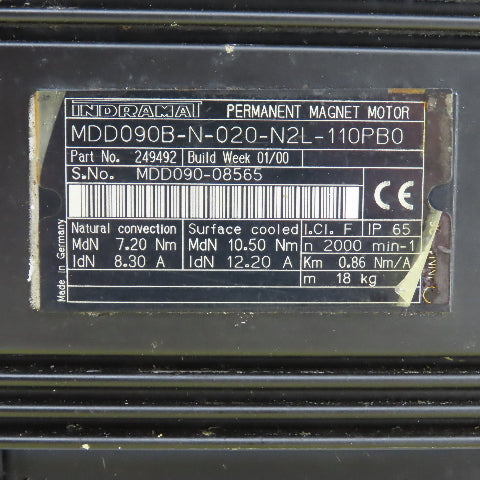 INDRAMAT PERMANENT MAGNET MOTOR
MDD090B-N-020-N2L-110PB0
Part No. 249492 Build Week 01/00
S.No. MDD090-08565
CE
Natural convection Surface cooled I.Cl. F IP 65
MdN 7.20 Nm MdN 10.50 Nm n 2000 min-1
IdN 8.30 A IdN 12.20 A Km 0.86 Nm/A
m 18 kg
Made in Germany